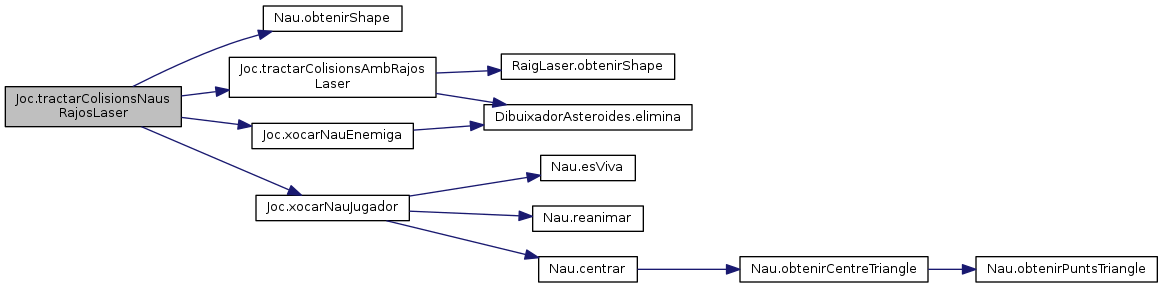 Nau.obtenirShape
Joc.tractarColisionsAmbRajos
Laser
RaigLaser.obtenirShape
Joc.tractarColisionsNaus
RajosLaser
DibuixadorAsteroides.elimina
Joc.xocarNauEnemiga
Nau.esViva
Joc.xocarNauJugador
Nau.reanimar
Nau.centrar
Nau.obtenirCentreTriangle
Nau.obtenirPuntsTriangle